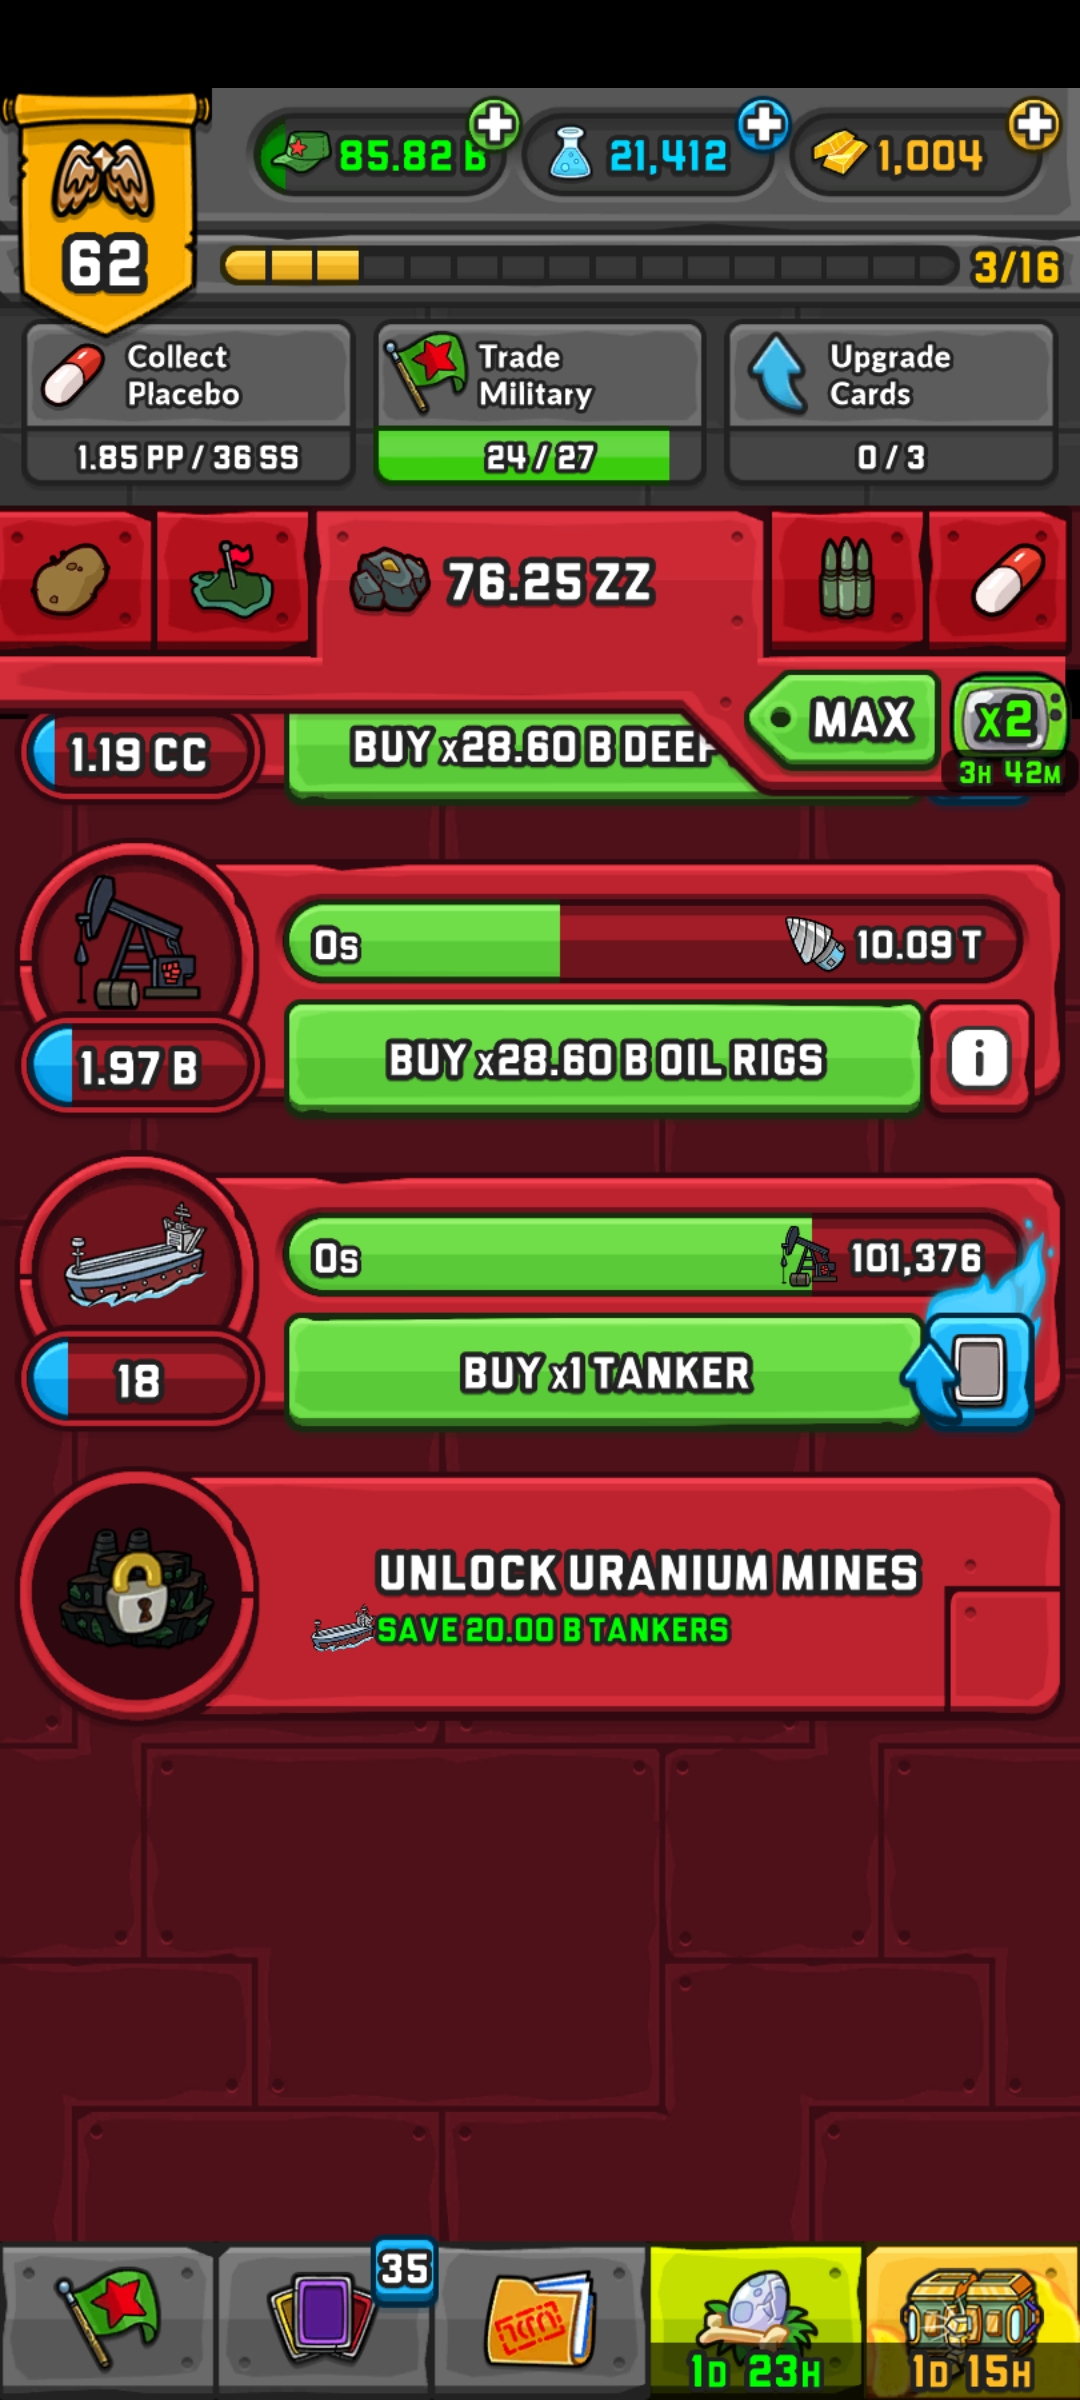 62
85.82 B
21,412
1,004
3/16
Collect
Placebo
1.85 PP / 36 SS
Trade
Military
24 / 27
Upgrade
Cards
0 / 3
76.25 ZZ
MAX
x2
3H 42M
1.19 CC
BUY x28.60 B DEEP
0s
10.09 T
1.97 B
BUY x28.60 B OIL RIGS
i
0s
101,376
18
BUY x1 TANKER
UNLOCK URANIUM MINES
SAVE 20.00 B TANKERS
35
1D 23H
1D 15H